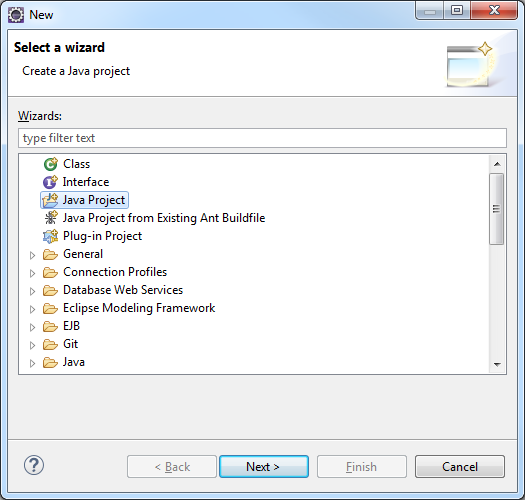 New
Select a wizard
Create a Java project
Wizards:
type filter text
Class
Interface
Java Project
Java Project from Existing Ant Buildfile
Plug-in Project
General
Connection Profiles
Database Web Services
Eclipse Modeling Framework
EJB
Git
Java
? < Back Next > Finish Cancel